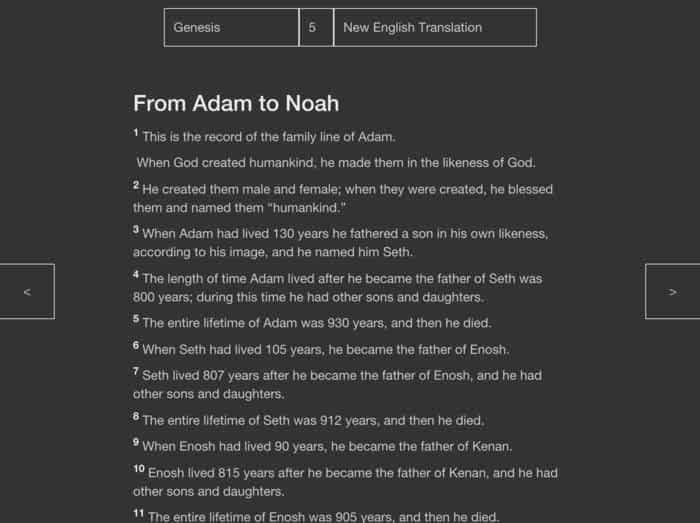 Genesis 5 New English Translation
From Adam to Noah
1 This is the record of the family line of Adam.
When God created humankind, he made them in the likeness of God.
2 He created them male and female; when they were created, he blessed
them and named them “humankind.”
3 When Adam had lived 130 years he fathered a son in his own likeness,
according to his image, and he named him Seth.
4 The length of time Adam lived after he became the father of Seth was
800 years; during this time he had other sons and daughters.
<
>
5 The entire lifetime of Adam was 930 years, and then he died.
6 When Seth had lived 105 years, he became the father of Enosh.
7 Seth lived 807 years after he became the father of Enosh, and he had
other sons and daughters.
8 The entire lifetime of Seth was 912 years, and then he died.
9 When Enosh had lived 90 years, he became the father of Kenan.
10 Enosh lived 815 years after he became the father of Kenan, and he had
other sons and daughters.
11 The entire lifetime of Enosh was 905 years, and then he died.